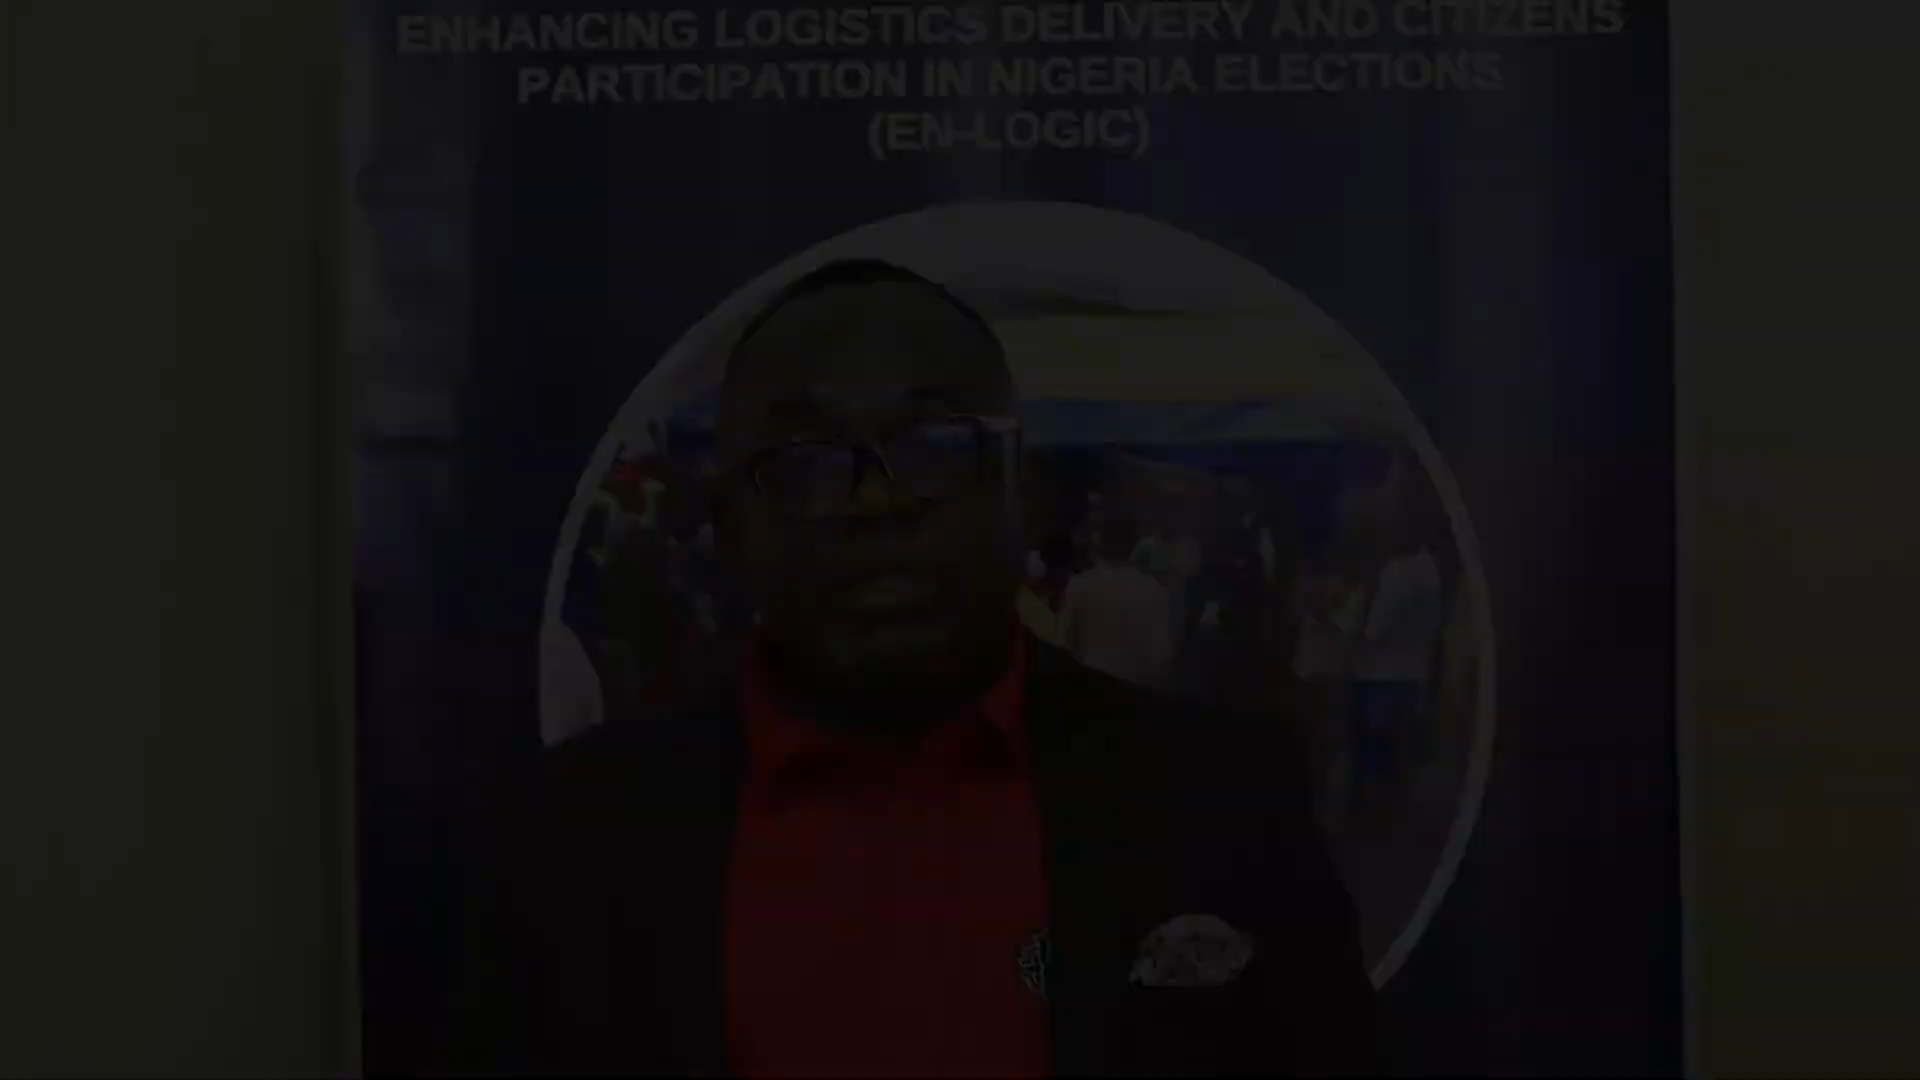 ENHANCING LOGISTICS DELIVERY AND CITIZENS
PARTICIPATION IN NIGERIA ELECTIONS
(EN-LOGIC)